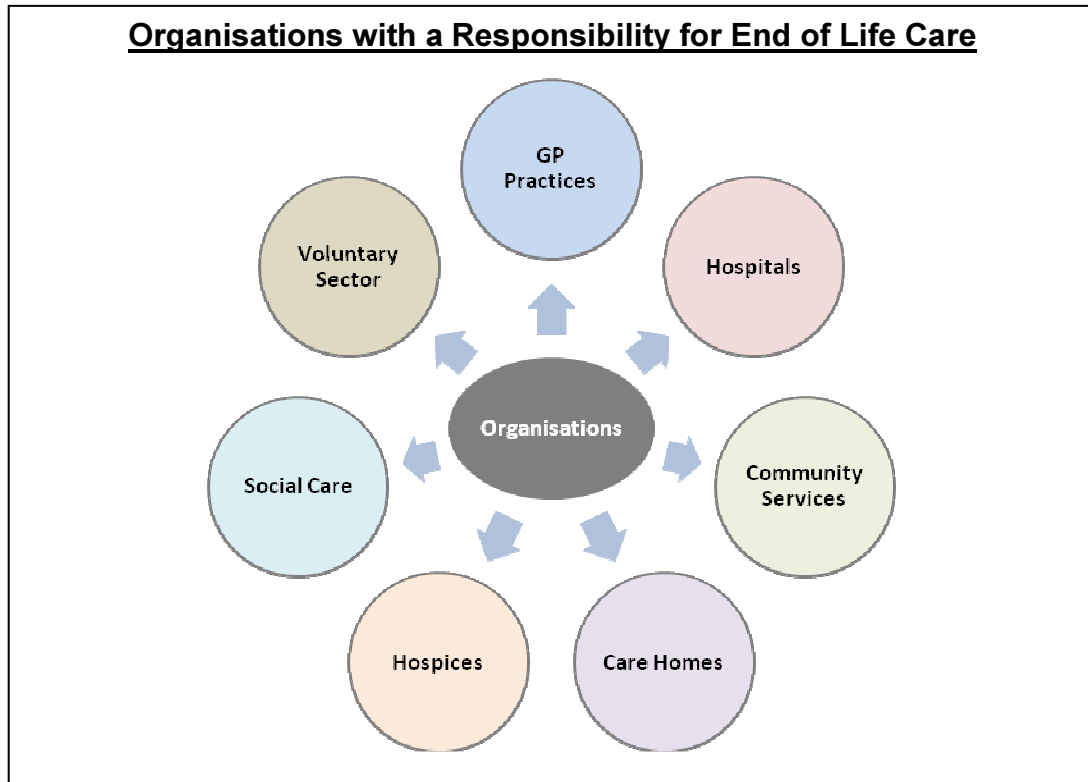 Organisations with a Responsibility for End of Life Care
GP
Practices
Hospitals
Community
Services
Care Homes
Hospices
Social Care
Voluntary
Sector
Organisations